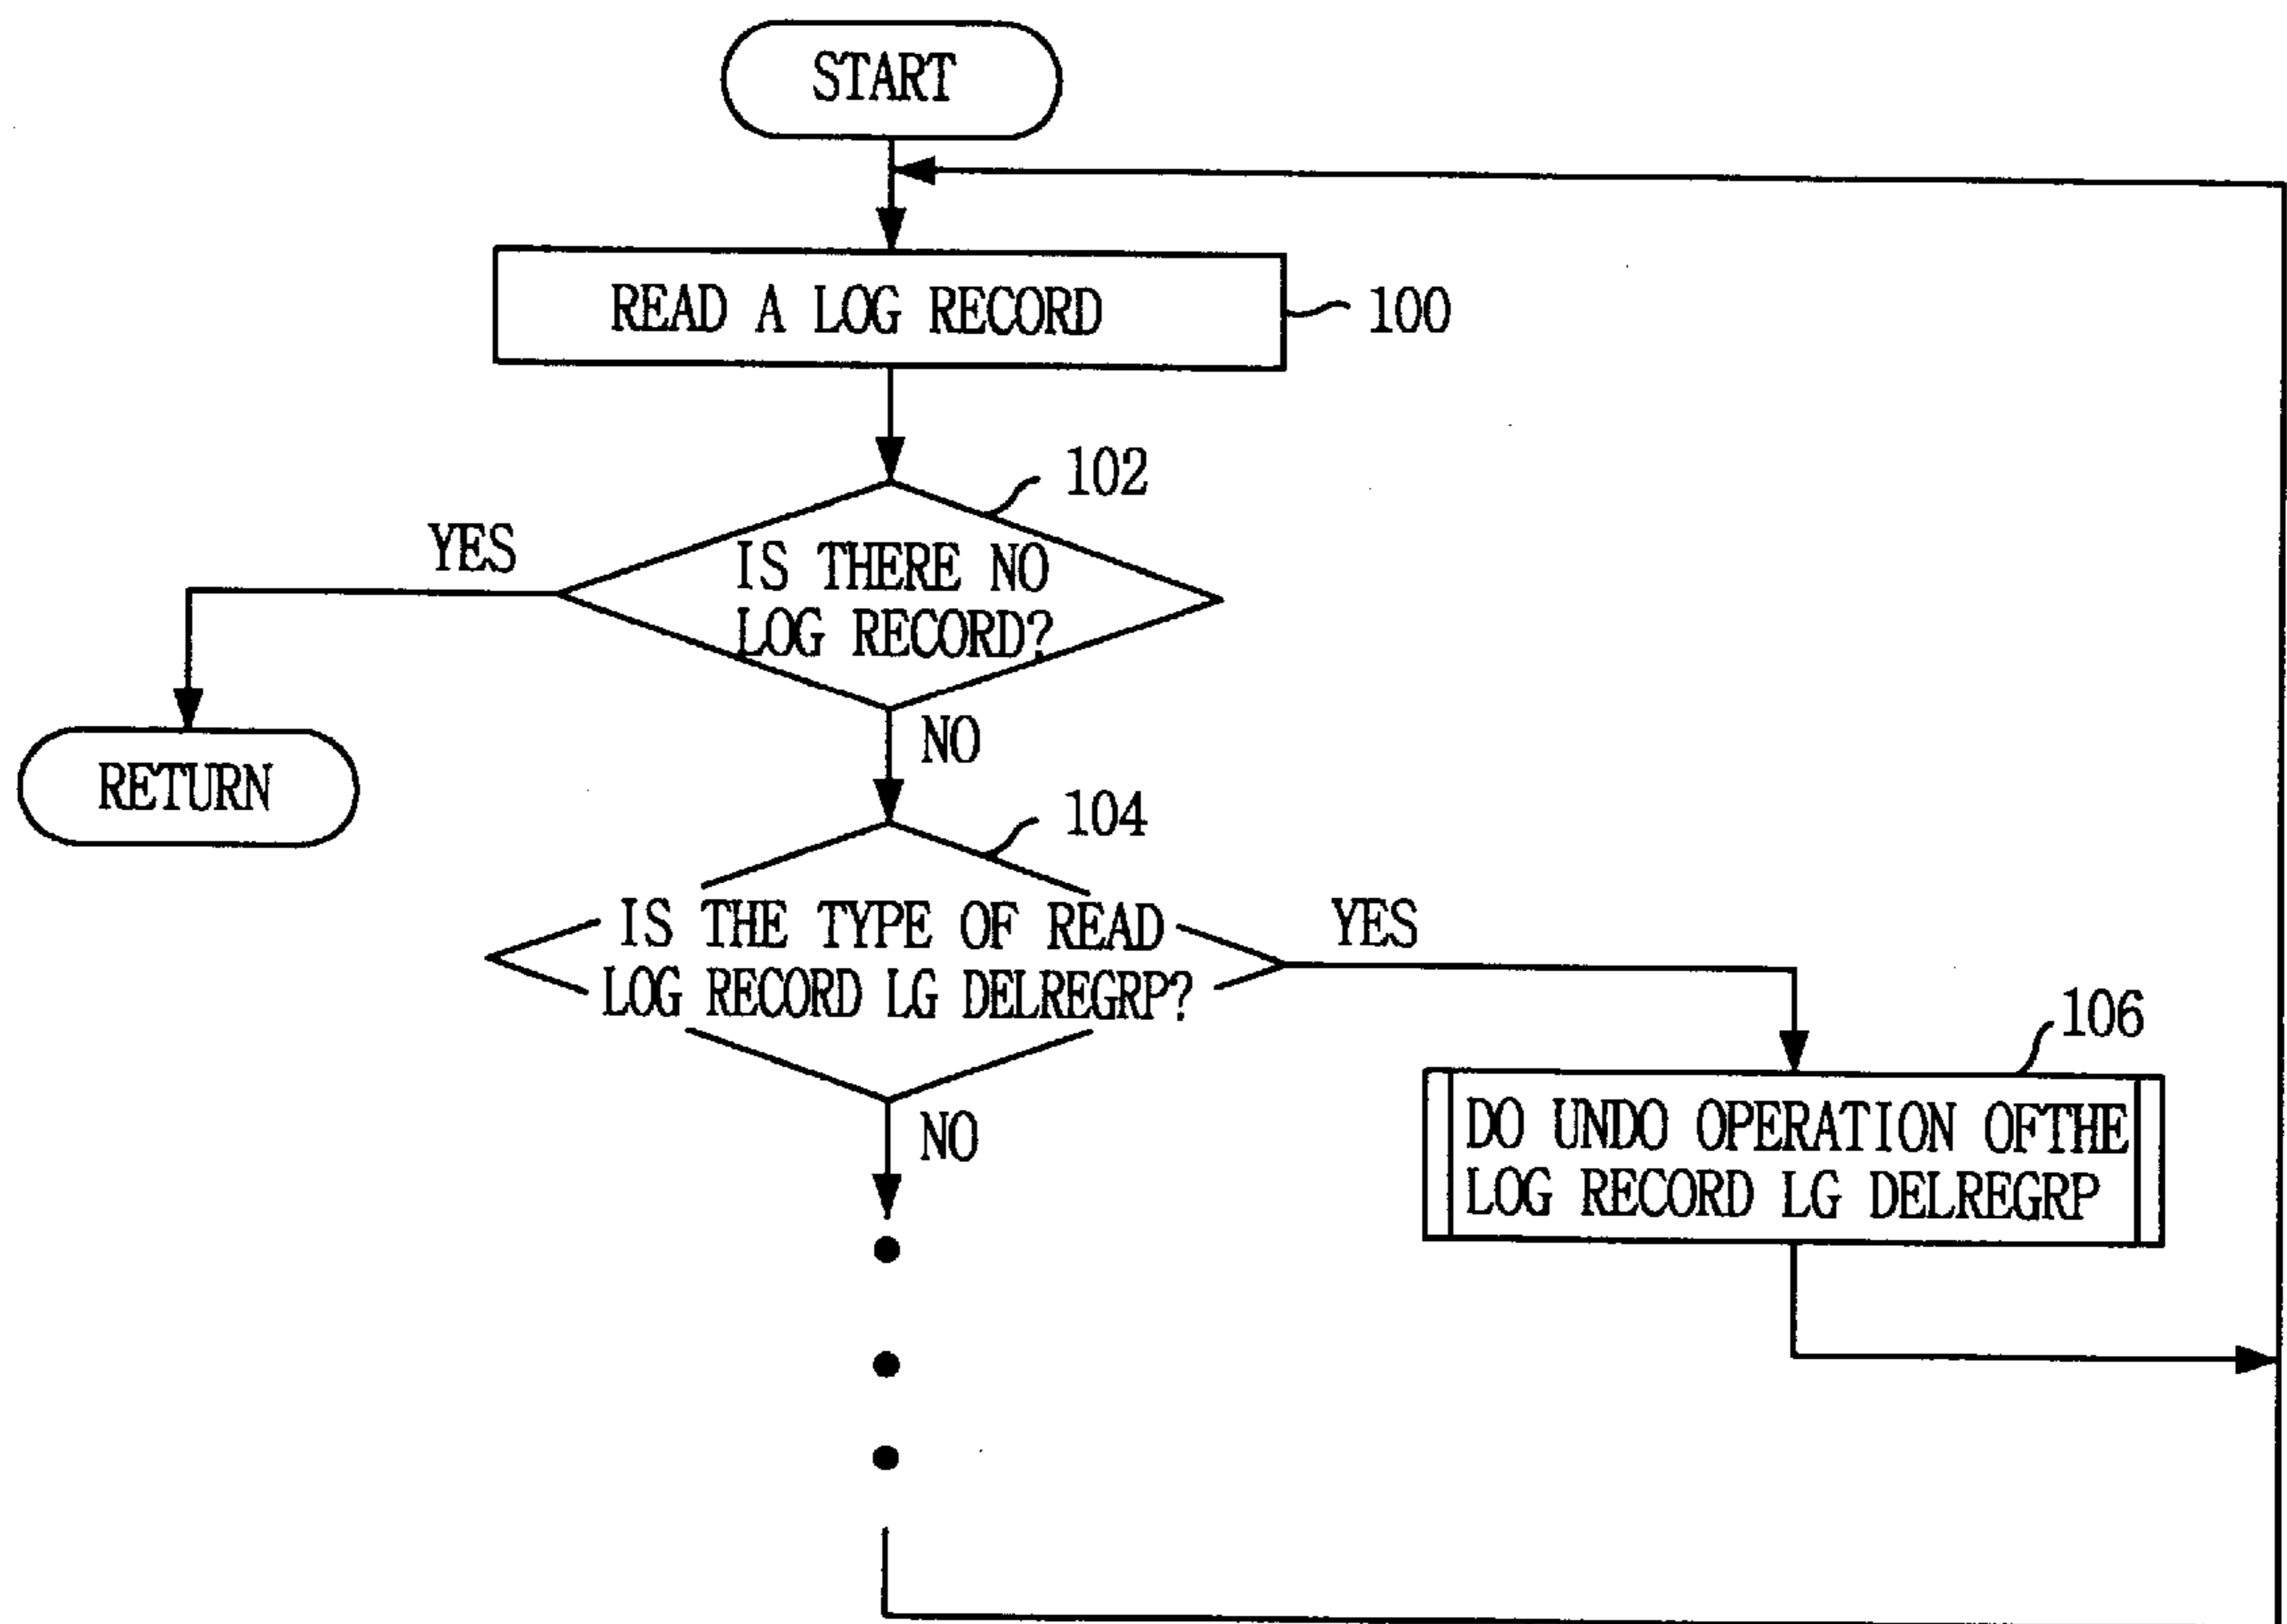 START
READ A LOG RECORD
100
102
YES
IS THERE NO
LOG RECORD?
NO
RETURN
104
IS THE TYPE OF READ
LOG RECORD LG DELREGRP?
YES
106
NO
DO UNDO OPERATION OFTHE
LOG RECORD LG DELREGRP